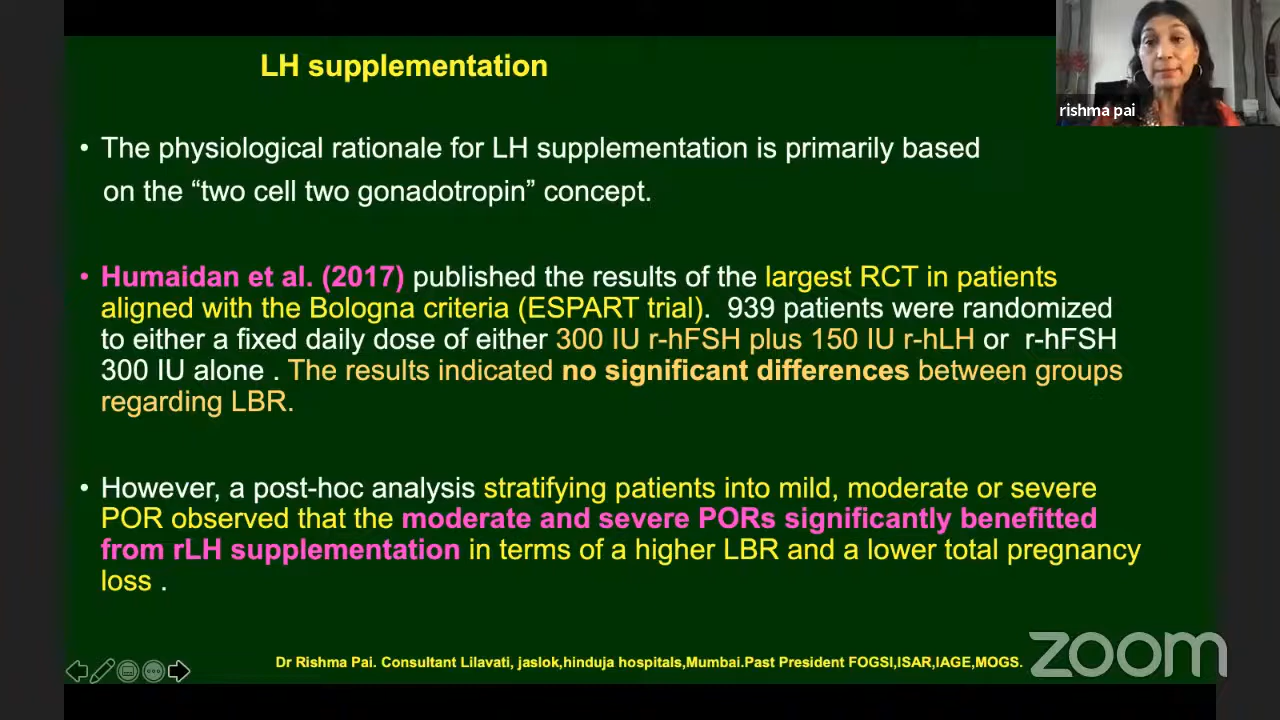 LH supplementation
rishma pai
• The physiological rationale for LH supplementation is primarily based
on the “two cell two gonadotropin” concept.
• Humaidan et al. (2017) published the results of the largest RCT in patients
aligned with the Bologna criteria (ESPART trial).  939 patients were randomized
to either a fixed daily dose of either 300 IU r-hFSH plus 150 IU r-hLH or  r-hFSH
300 IU alone . The results indicated no significant differences between groups
regarding LBR.
• However, a post-hoc analysis stratifying patients into mild, moderate or severe
POR observed that the moderate and severe PORs significantly benefitted
from rLH supplementation in terms of a higher LBR and a lower total pregnancy
loss .
Dr Rishma Pai. Consultant Lilavati, jaslok,hinduja hospitals,Mumbai.Past President FOGSI,ISAR,IAGE,MOGS.
zoom